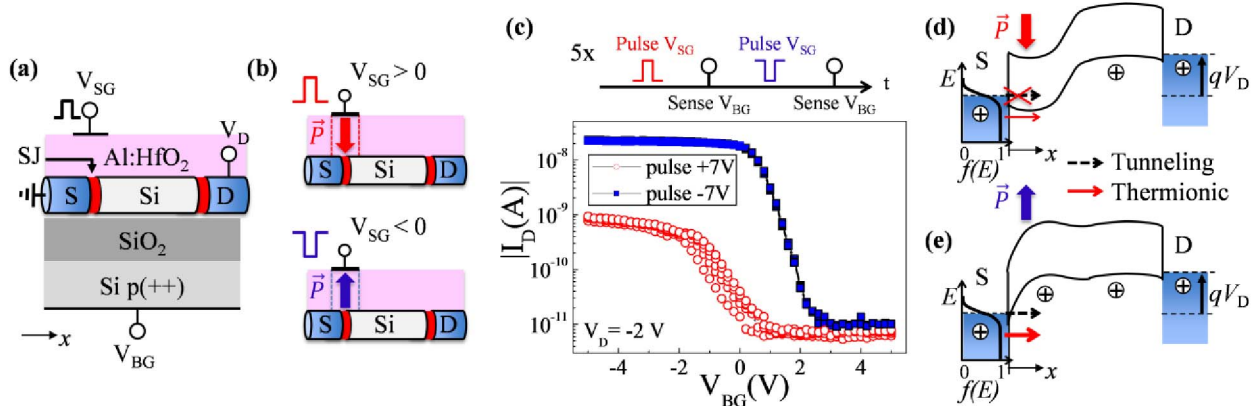 (a)
V_SG
V_D
SJ
Al:HfO₂
S
Si
D
SiO₂
Si p(++)
x
V_BG
(b)
V_SG > 0
P⃗
S
Si
D
V_SG < 0
P⃗
S
Si
D
(c)
5x
Pulse V_SG
Pulse V_SG
t
Sense V_BG
Sense V_BG
|I_D(A)|
10⁻⁸
10⁻⁹
10⁻¹⁰
10⁻¹¹
pulse +7V
pulse -7V
V_D = -2 V
-4 -2 0 2 4
V_BG(V)
(d)
P⃗
D
E
S
qV_D
0 1
x
f(E)
Tunneling
Thermionic
P⃗
(e)
D
S
E
qV_D
0 1
x
f(E)